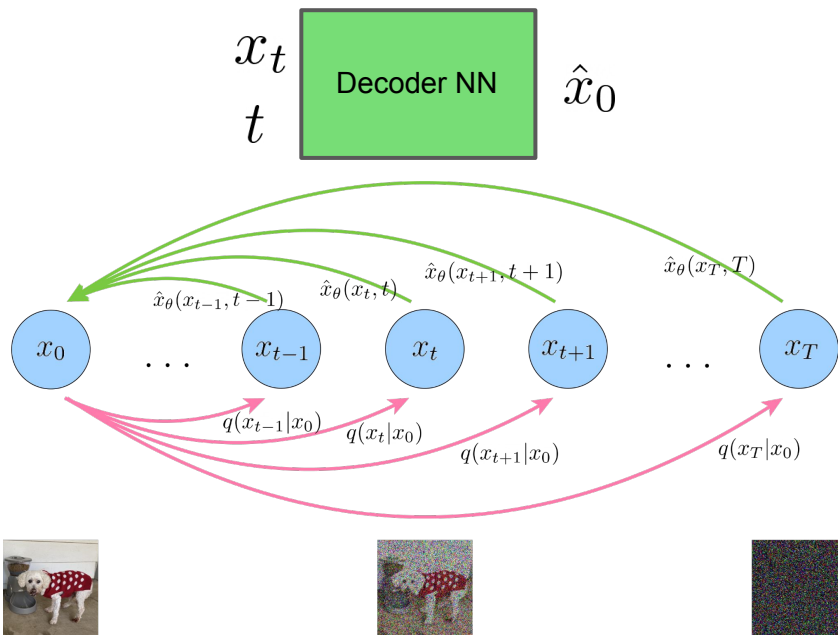 x_t
Decoder NN
x̂_0
t
x̂_θ(x_{t-1}, t − 1)
x̂_θ(x_t, t)
x̂_θ(x_{t+1}, t + 1)
x̂_θ(x_T, T)
x_0
. . .
x_{t-1}
x_t
x_{t+1}
. . .
x_T
q(x_{t-1}|x_0)
q(x_t|x_0)
q(x_{t+1}|x_0)
q(x_T|x_0)